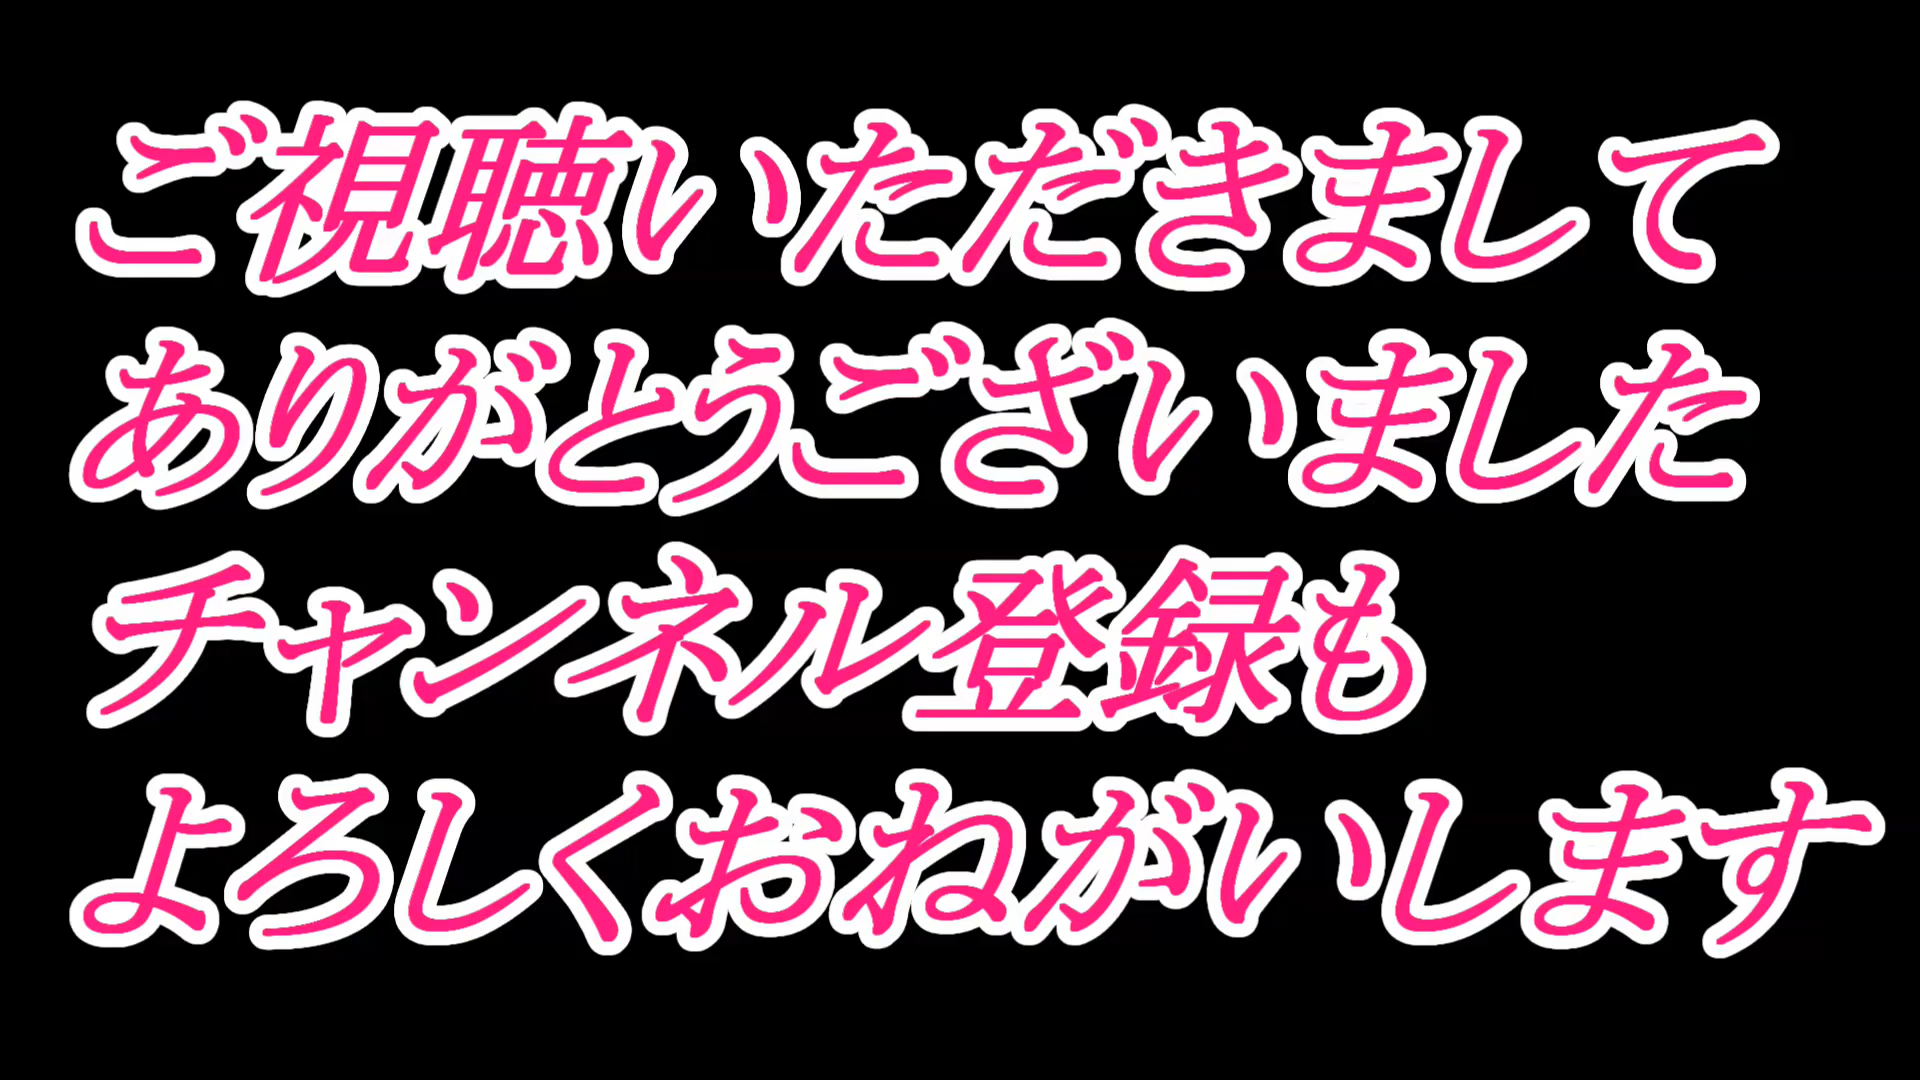 ご視聴いただきまして
ありがとうございました
チャンネル登録も
よろしくおねがいします